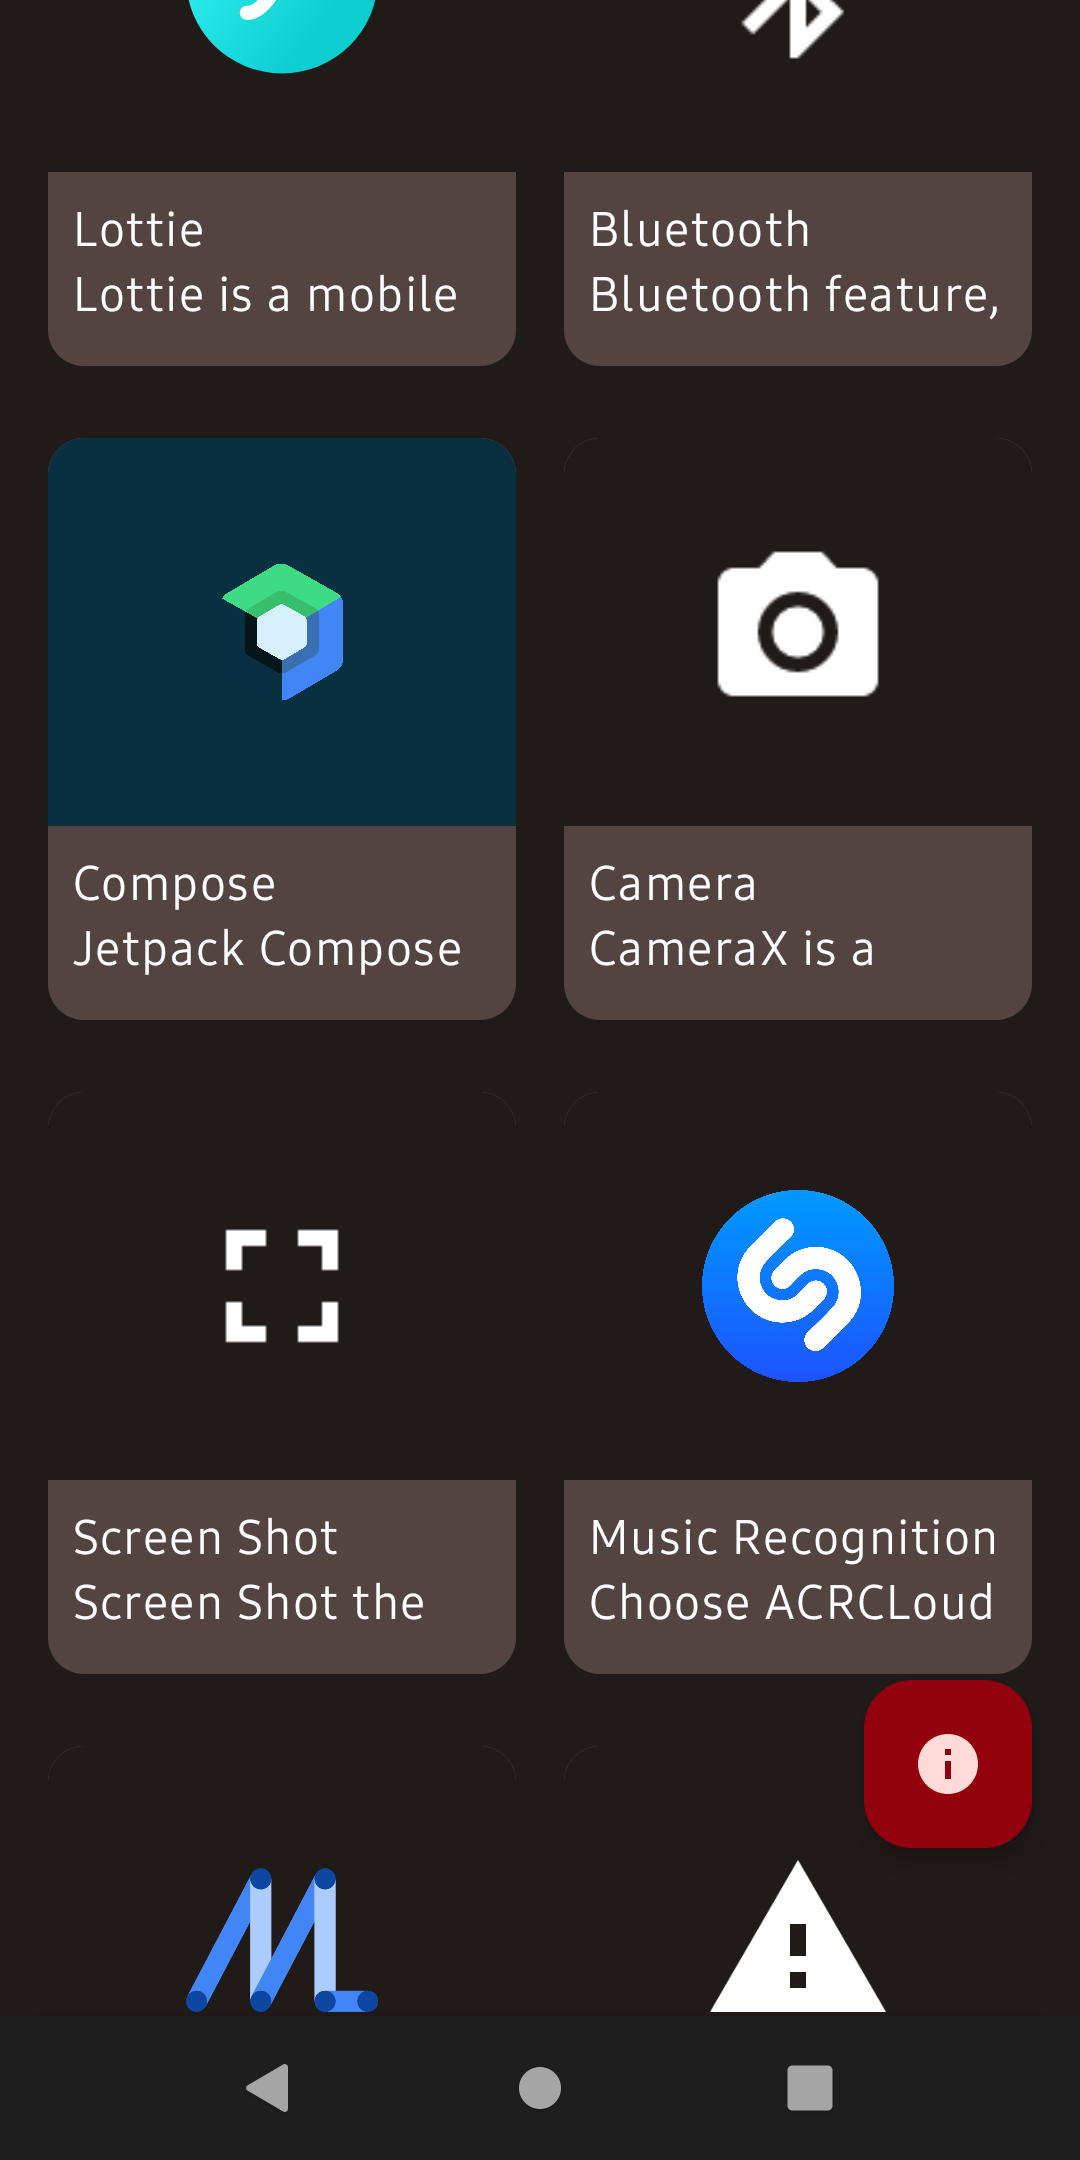 Lottie
Lottie is a mobile
Bluetooth
Bluetooth feature,
Compose
Jetpack Compose
Camera
CameraX is a
Screen Shot
Screen Shot the
Music Recognition
Choose ACRCLoud